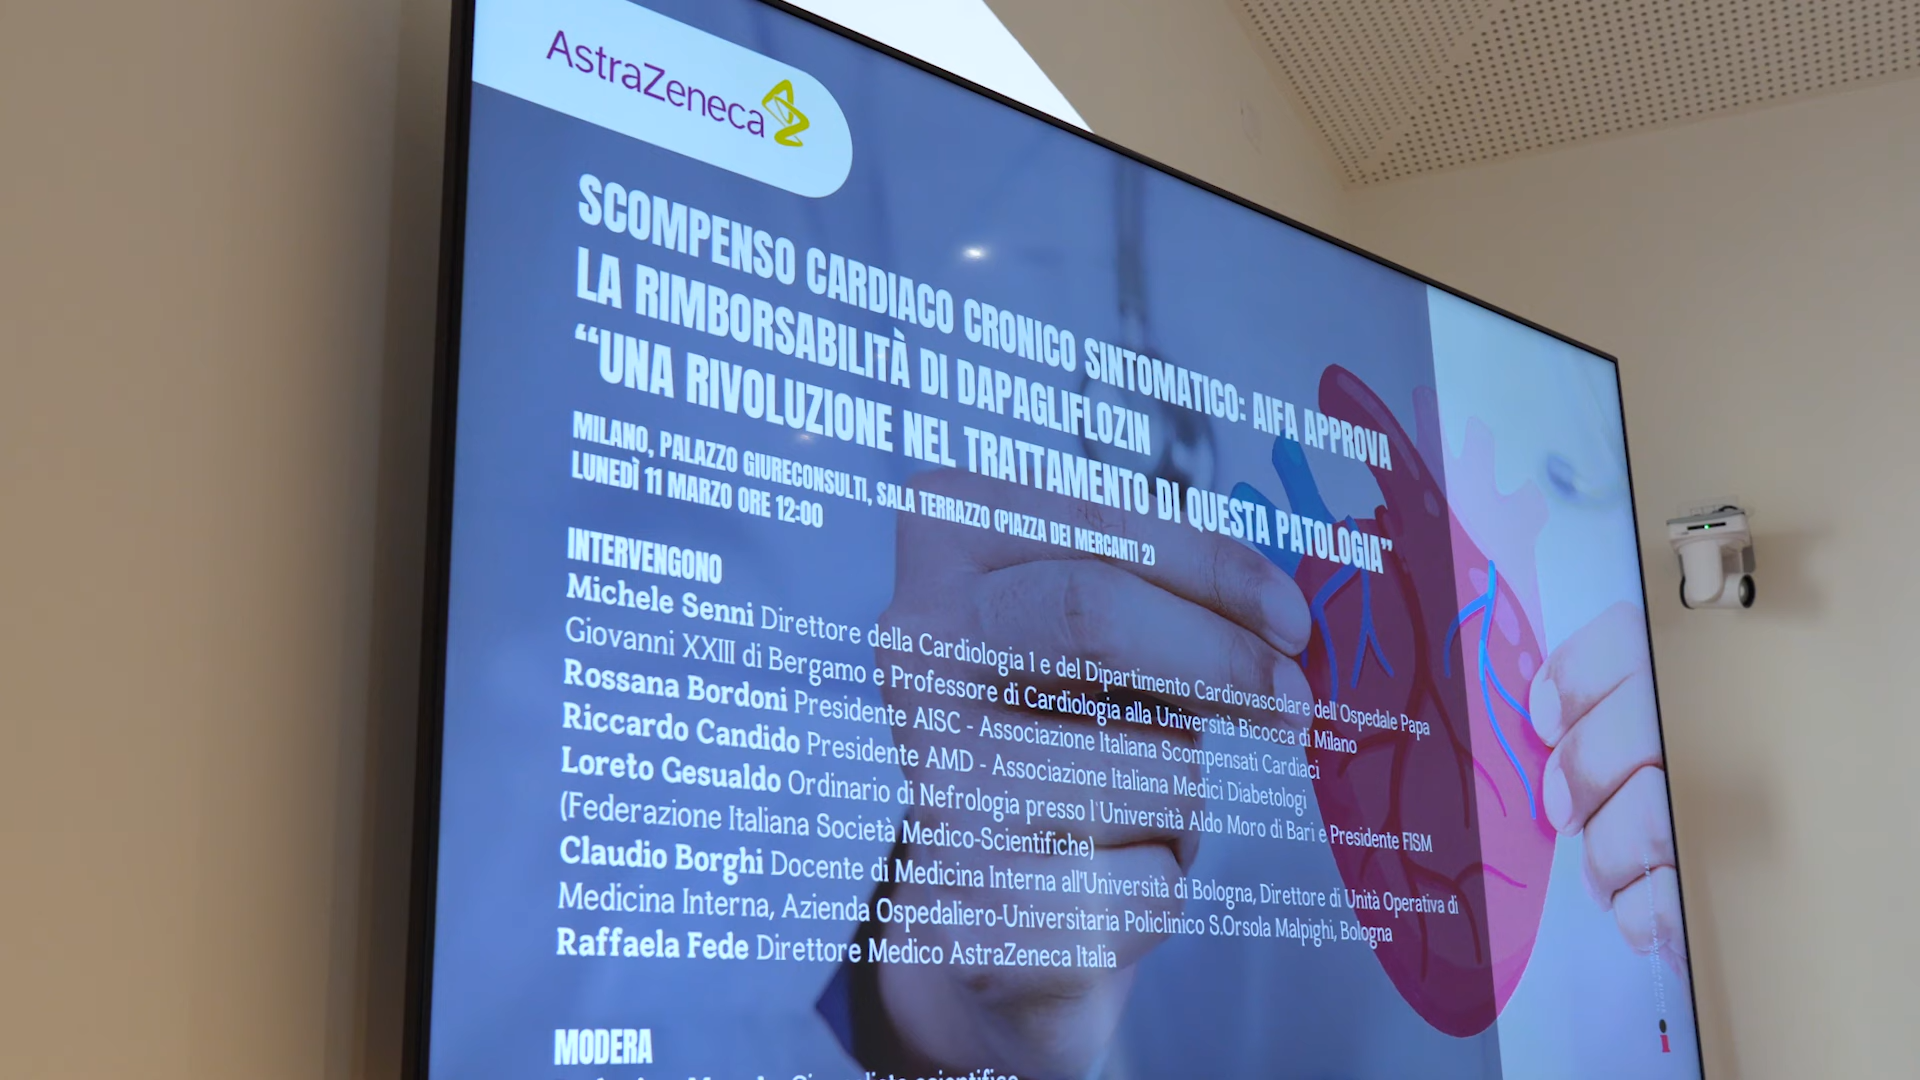 AstraZeneca
SCOMPENSO CARDIACO CRONICO SINTOMATICO: AIFA APPROVA
LA RIMBORSABILITÀ DI DAPAGLIFLOZIN
“UNA RIVOLUZIONE NEL TRATTAMENTO DI QUESTA PATOLOGIA”
MILANO, PALAZZO GIURECONSULTI, SALA TERRAZZO (PIAZZA DEI MERCANTI 2)
LUNEDÌ 11 MARZO ORE 12:00
INTERVENGONO
Michele Senni Direttore della Cardiologia 1 e del Dipartimento Cardiovascolare dell'Ospedale Papa
Giovanni XXIII di Bergamo e Professore di Cardiologia alla Università Bicocca di Milano
Rossana Bordoni Presidente AISC - Associazione Italiana Scompensati Cardiaci
Riccardo Candido Presidente AMD - Associazione Italiana Medici Diabetologi
Loreto Gesualdo Ordinario di Nefrologia presso l'Università Aldo Moro di Bari e Presidente FISM
(Federazione Italiana Società Medico-Scientifiche)
Claudio Borghi Docente di Medicina Interna all'Università di Bologna, Direttore di Unità Operativa di
Medicina Interna, Azienda Ospedaliero-Universitaria Policlinico S.Orsola Malpighi, Bologna
Raffaela Fede Direttore Medico AstraZeneca Italia
MODERA